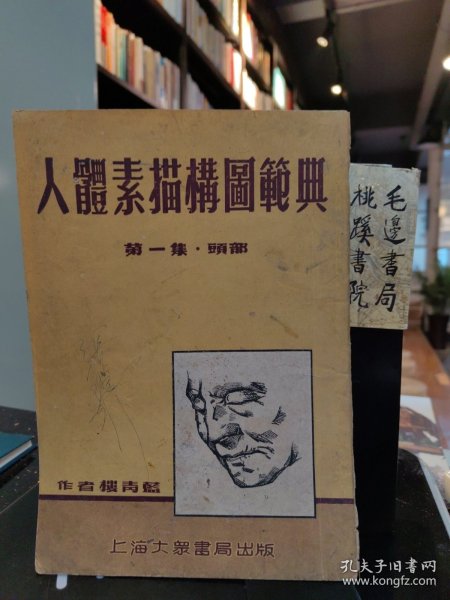 人體素描構圖範典
第一集·頭部
作者樓青藍
上海大衆書局出版
毛邊書局
桃蹊書院
孔夫子旧书网
www.kongfz.com